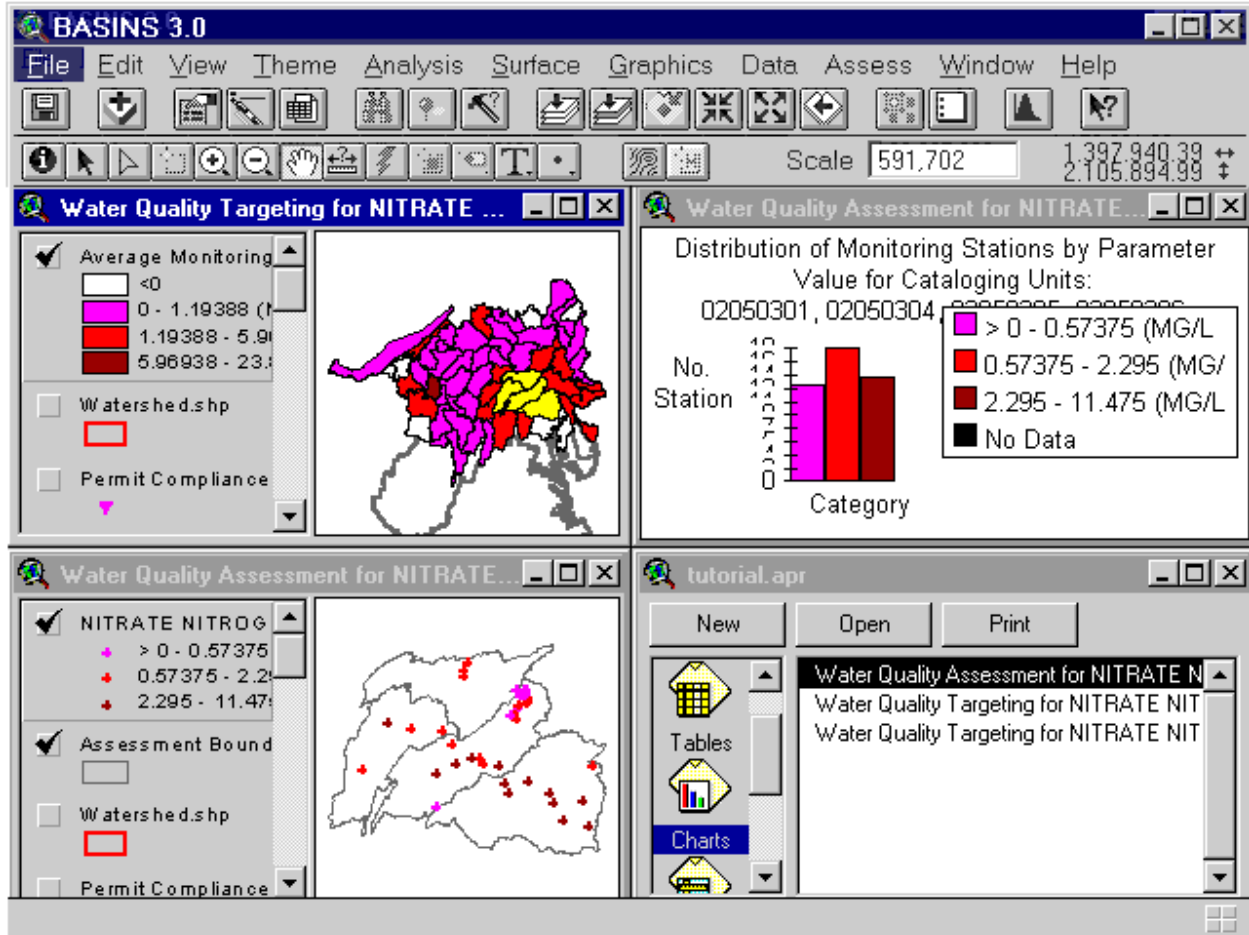 BASINS 3.0
File Edit View Theme Analysis Surface Graphics Data Assess Window Help
Scale 591,702 1,397,940.39
2,105,894.99
Water Quality Targeting for NITRATE ...
Average Monitoring
<0
0 - 1.19388 (
1.19388 - 5.9
5.96938 - 23.
Watershed.shp
Permit Compliance
Water Quality Assessment for NITRATE...
Distribution of Monitoring Stations by Parameter
Value for Cataloging Units:
02050301, 02050304,
No.
Station
0
Category
> 0 - 0.57375 (MG/L
0.57375 - 2.295 (MG/
2.295 - 11.475 (MG/L
No Data
Water Quality Assessment for NITRATE...
NITRATE NITROG
> 0 - 0.57375
0.57375 - 2.2
2.295 - 11.47
Assessment Bound
Watershed.shp
Permit Compliance
tutorial.apr
New Open Print
Tables
Charts
Water Quality Assessment for NITRATE N
Water Quality Targeting for NITRATE NIT
Water Quality Targeting for NITRATE NIT